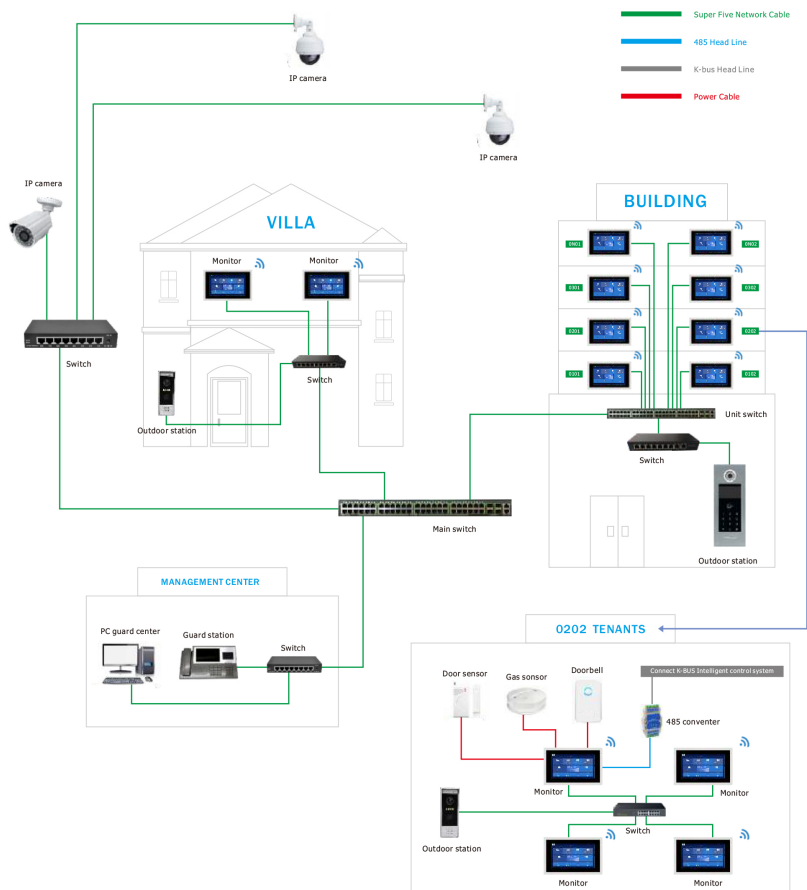 Super Five Network Cable
485 Head Line
K-bus Head Line
Power Cable
IP camera
IP camera
IP camera
VILLA
BUILDING
Monitor
Monitor
0N01
0N02
0301
0302
0201
0202
0101
0102
Switch
Switch
Outdoor station
Unit switch
Switch
Main switch
Outdoor station
MANAGEMENT CENTER
PC guard center
Guard station
Switch
0202 TENANTS
Door sensor
Gas sonsor
Doorbell
Connect K-BUS Intelligent control system
485 conventer
Monitor
Monitor
Switch
Outdoor station
Monitor
Monitor